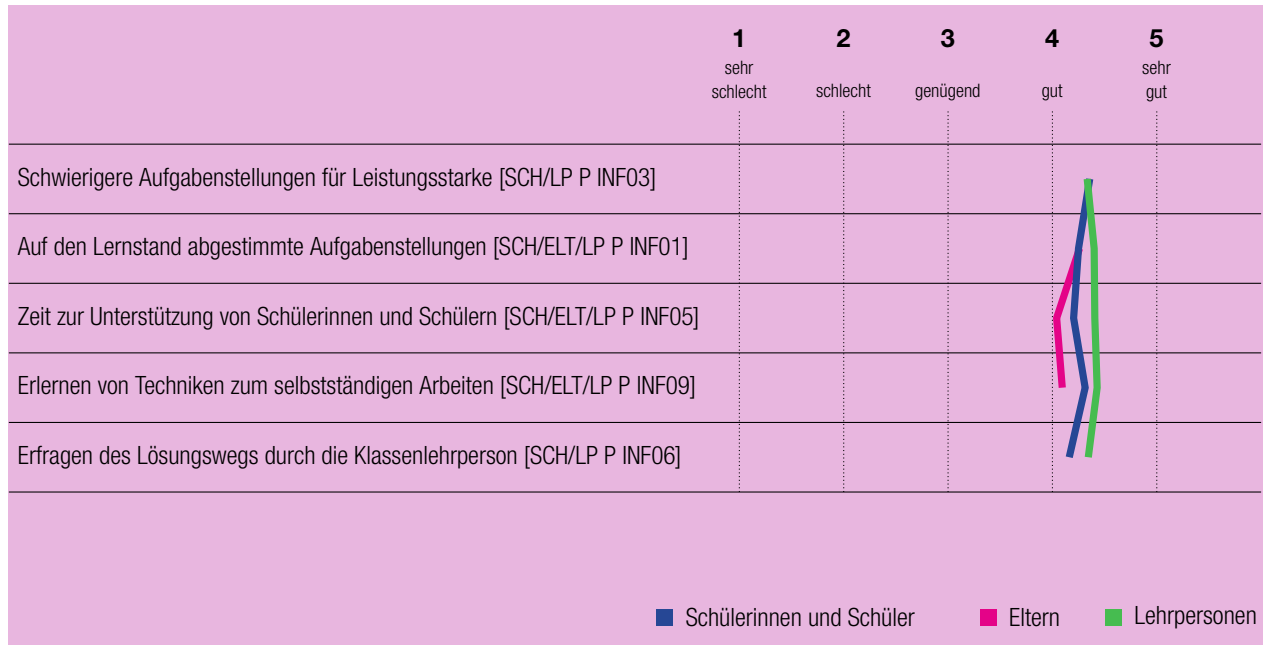 1 2 3 4 5
sehr schlecht schlecht genügend gut sehr gut
Schwierigere Aufgabenstellungen für Leistungsstarke [SCH/LP P INF03]
Auf den Lernstand abgestimmte Aufgabenstellungen [SCH/ELT/LP P INF01]
Zeit zur Unterstützung von Schülerinnen und Schülern [SCH/ELT/LP P INF05]
Erlernen von Techniken zum selbstständigen Arbeiten [SCH/ELT/LP P INF09]
Erfragen des Lösungswegs durch die Klassenlehrperson [SCH/LP P INF06]
Schülerinnen und Schüler Eltern Lehrpersonen